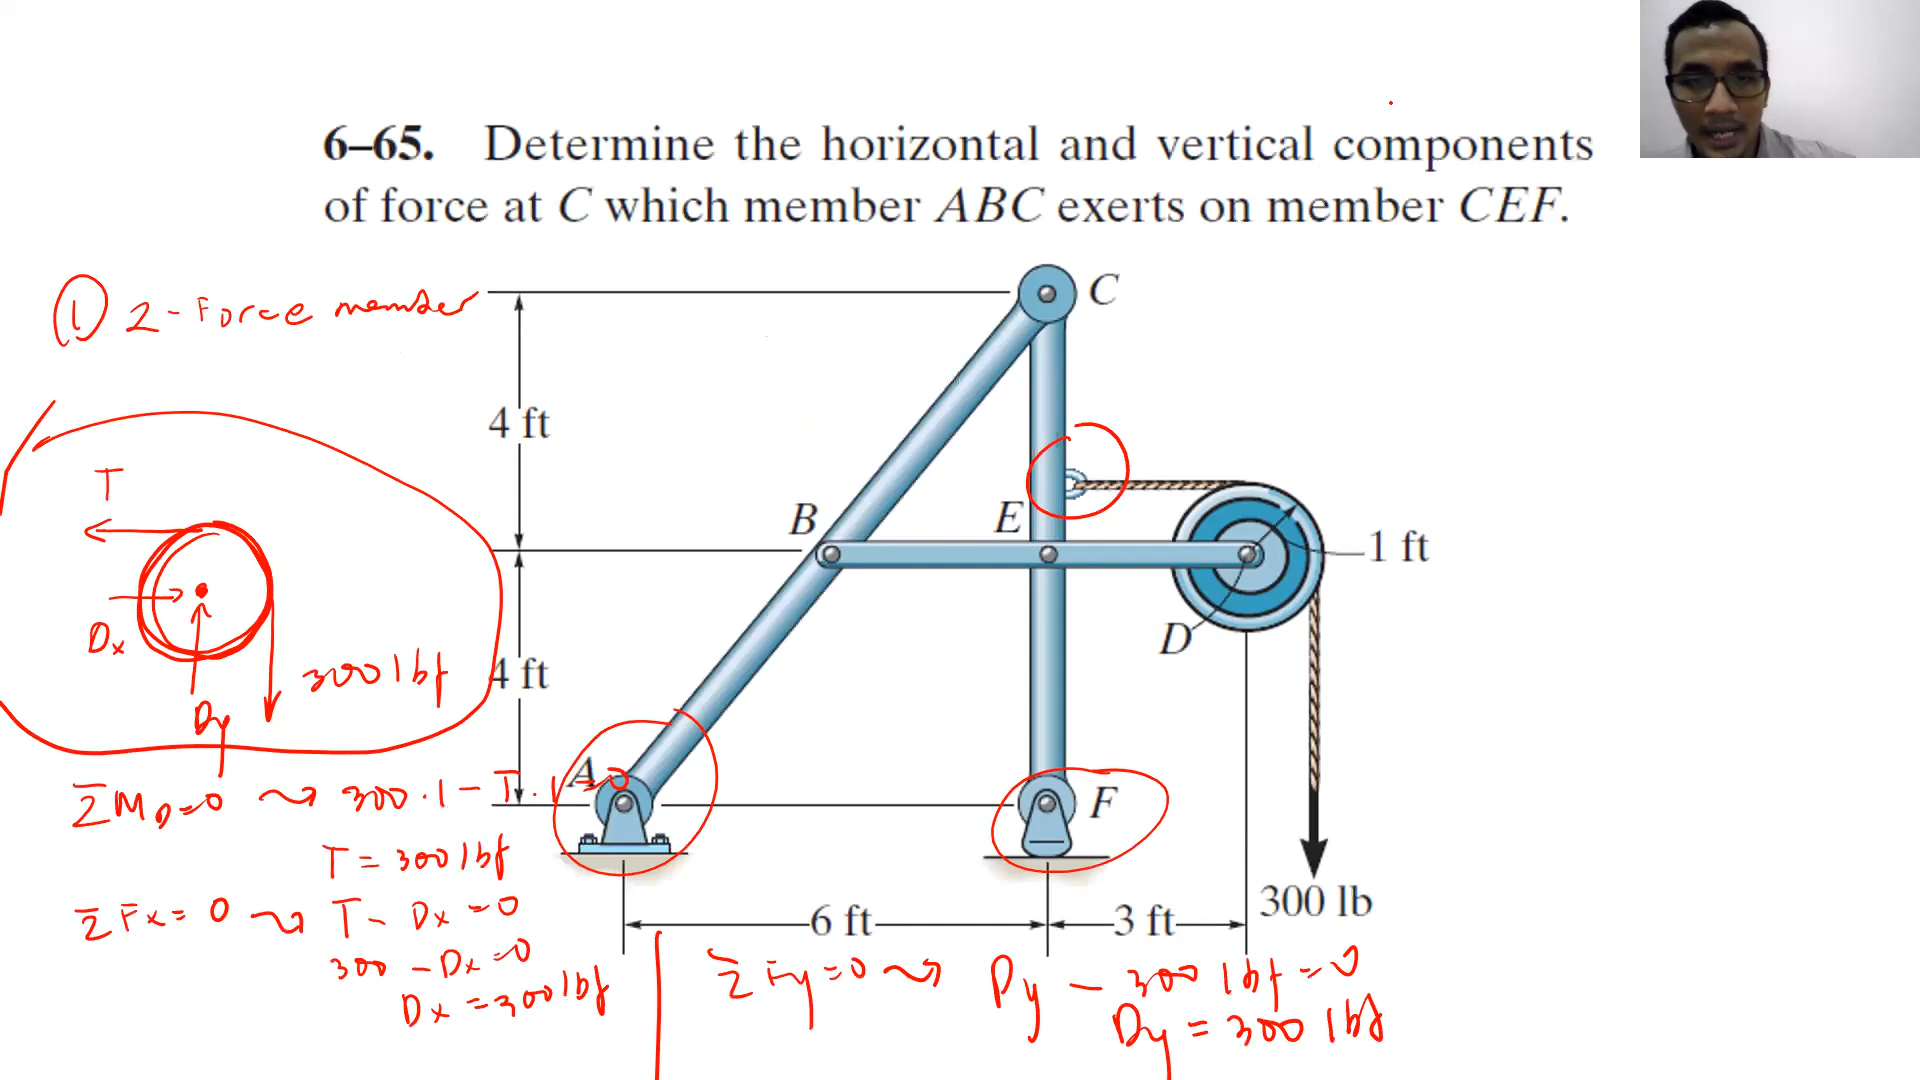 6–65. Determine the horizontal and vertical components
of force at C which member ABC exerts on member CEF.
① 2-Force member
C
4 ft
T
B
E
1 ft
D
Dx
300 lbf
4 ft
Dy
A
F
ΣM_D=0 ⇝ 300.1 - T.1 = 0
T = 300 lbf
300 lb
ΣFx = 0 ⇝ T - Dx = 0
6 ft
3 ft
300 - Dx = 0
Dx = 300 lbf
ΣFy = 0 ⇝ Dy - 300 lbf = 0
Dy = 300 lbf